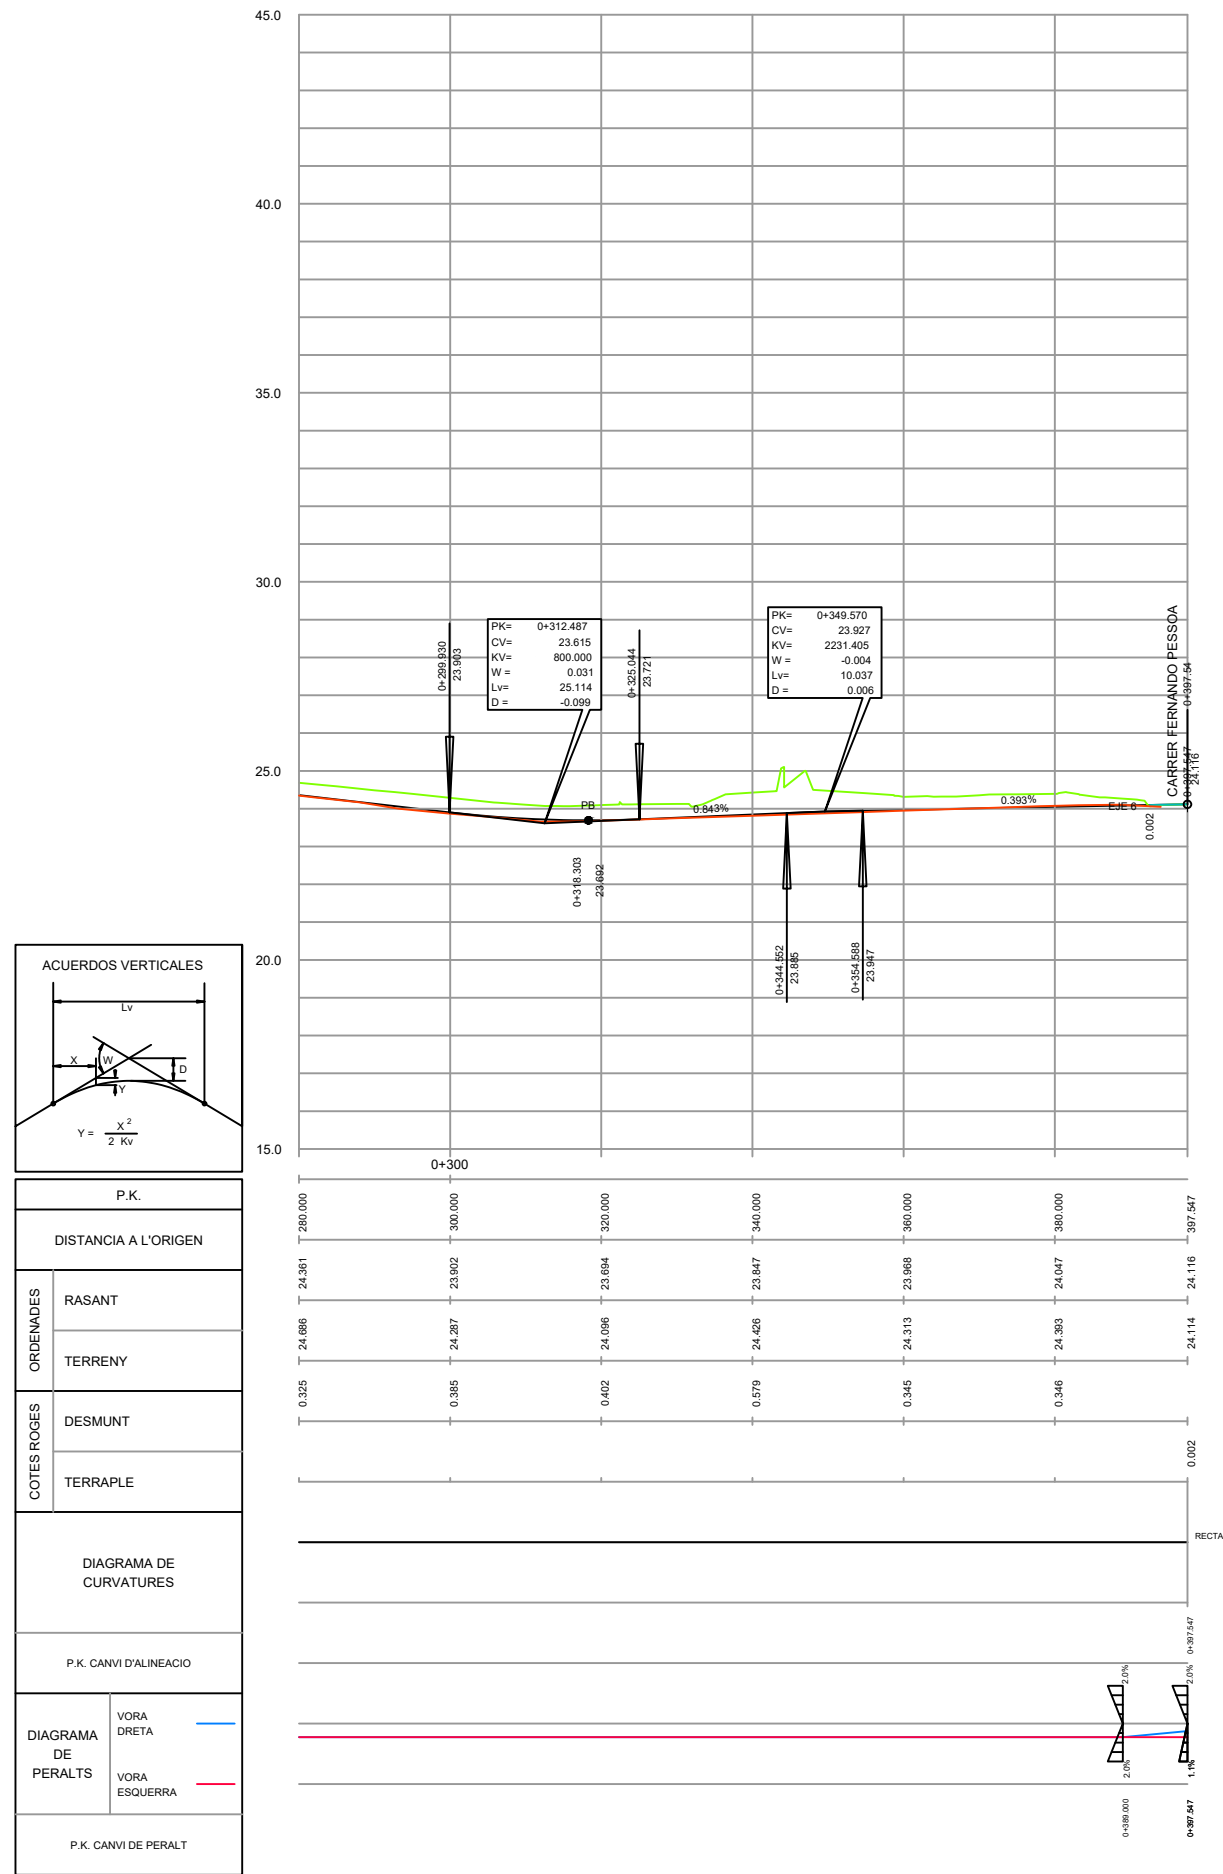 45.0
40.0
35.0
30.0
25.0
20.0
15.0
0+299.930
23.903
PK= 0+312.487
CV= 23.615
KV= 800.000
W = 0.031
Lv= 25.114
D = -0.099
0+325.044
23.721
PK= 0+349.570
CV= 23.927
KV= 2231.405
W = -0.004
Lv= 10.037
D = 0.006
CARRER FERNANDO PESSOA
0+397.54
0+397.547
24.116
PB
0.843%
0.393%
EJE 6
0.002
0+318.303
23.692
0+344.552
23.885
0+354.588
23.947
ACUERDOS VERTICALES
Lv
X
W
D
Y
Y = X 2
2 Kv
0+300
P.K.
280.000 300.000 320.000 340.000 360.000 380.000 397.547
DISTANCIA A L'ORIGEN
24.361 23.902 23.694 23.847 23.968 24.047 24.116
ORDENADES
RASANT
24.686 24.287 24.096 24.426 24.313 24.393 24.114
TERRENY
0.325 0.385 0.402 0.579 0.345 0.346
COTES ROGES
DESMUNT
0.002
TERRAPLE
DIAGRAMA DE
CURVATURES
RECTA
0+397.547
P.K. CANVI D'ALINEACIO
2.0% 2.0%
DIAGRAMA
DE
PERALTS
VORA
DRETA
VORA
ESQUERRA
2.0% 1.1%
0+389.000 0+397.547
P.K. CANVI DE PERALT